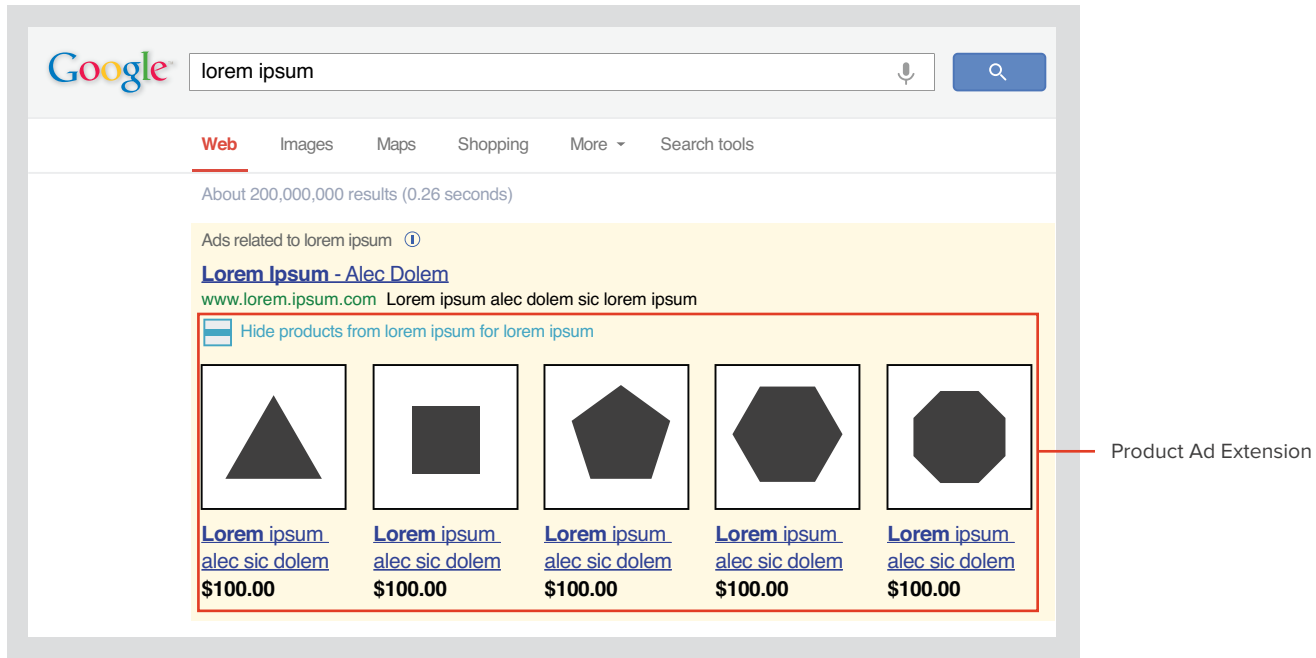 Google lorem ipsum
Web Images Maps Shopping More Search tools
About 200,000,000 results (0.26 seconds)
Ads related to lorem ipsum
Lorem Ipsum - Alec Dolem
www.lorem.ipsum.com Lorem ipsum alec dolem sic lorem ipsum
Hide products from lorem ipsum for lorem ipsum
Product Ad Extension
Lorem ipsum
alec sic dolem
$100.00
Lorem ipsum
alec sic dolem
$100.00
Lorem ipsum
alec sic dolem
$100.00
Lorem ipsum
alec sic dolem
$100.00
Lorem ipsum
alec sic dolem
$100.00